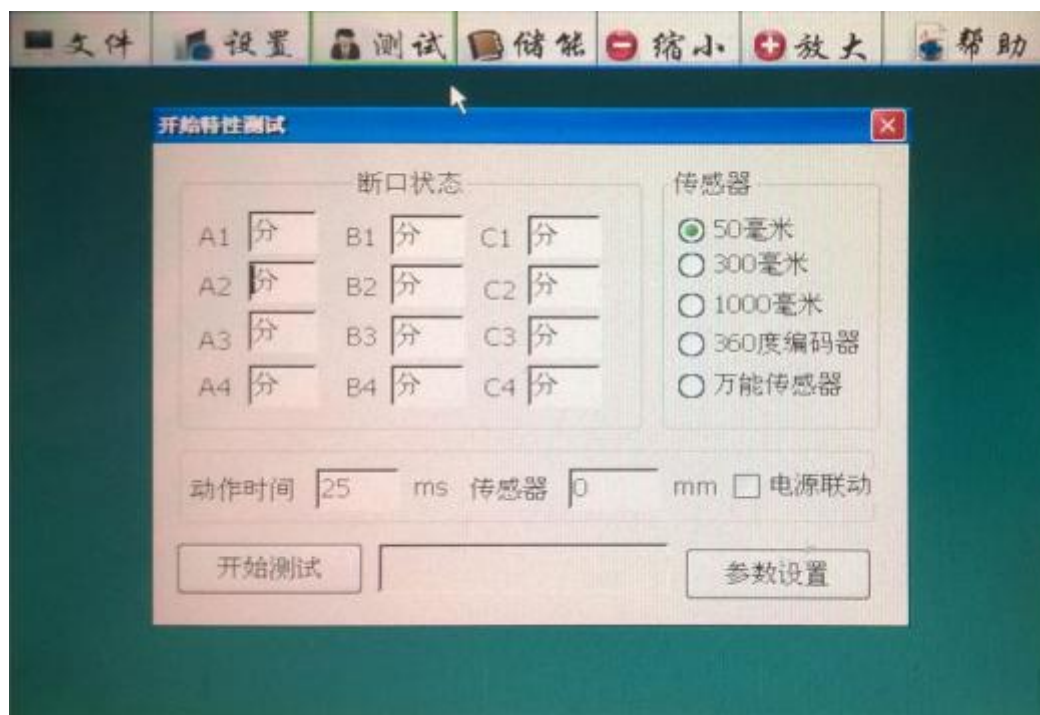 文件 设置 测试 储能 缩小 放大 帮助
开始特性测试
断口状态 传感器
A1 分 B1 分 C1 分 50毫米
A2 分 B2 分 C2 分 300毫米
1000毫米
A3 分 B3 分 C3 分 360度编码器
A4 分 B4 分 C4 分 万能传感器
动作时间 25 ms 传感器 0 mm 电源联动
开始测试 参数设置